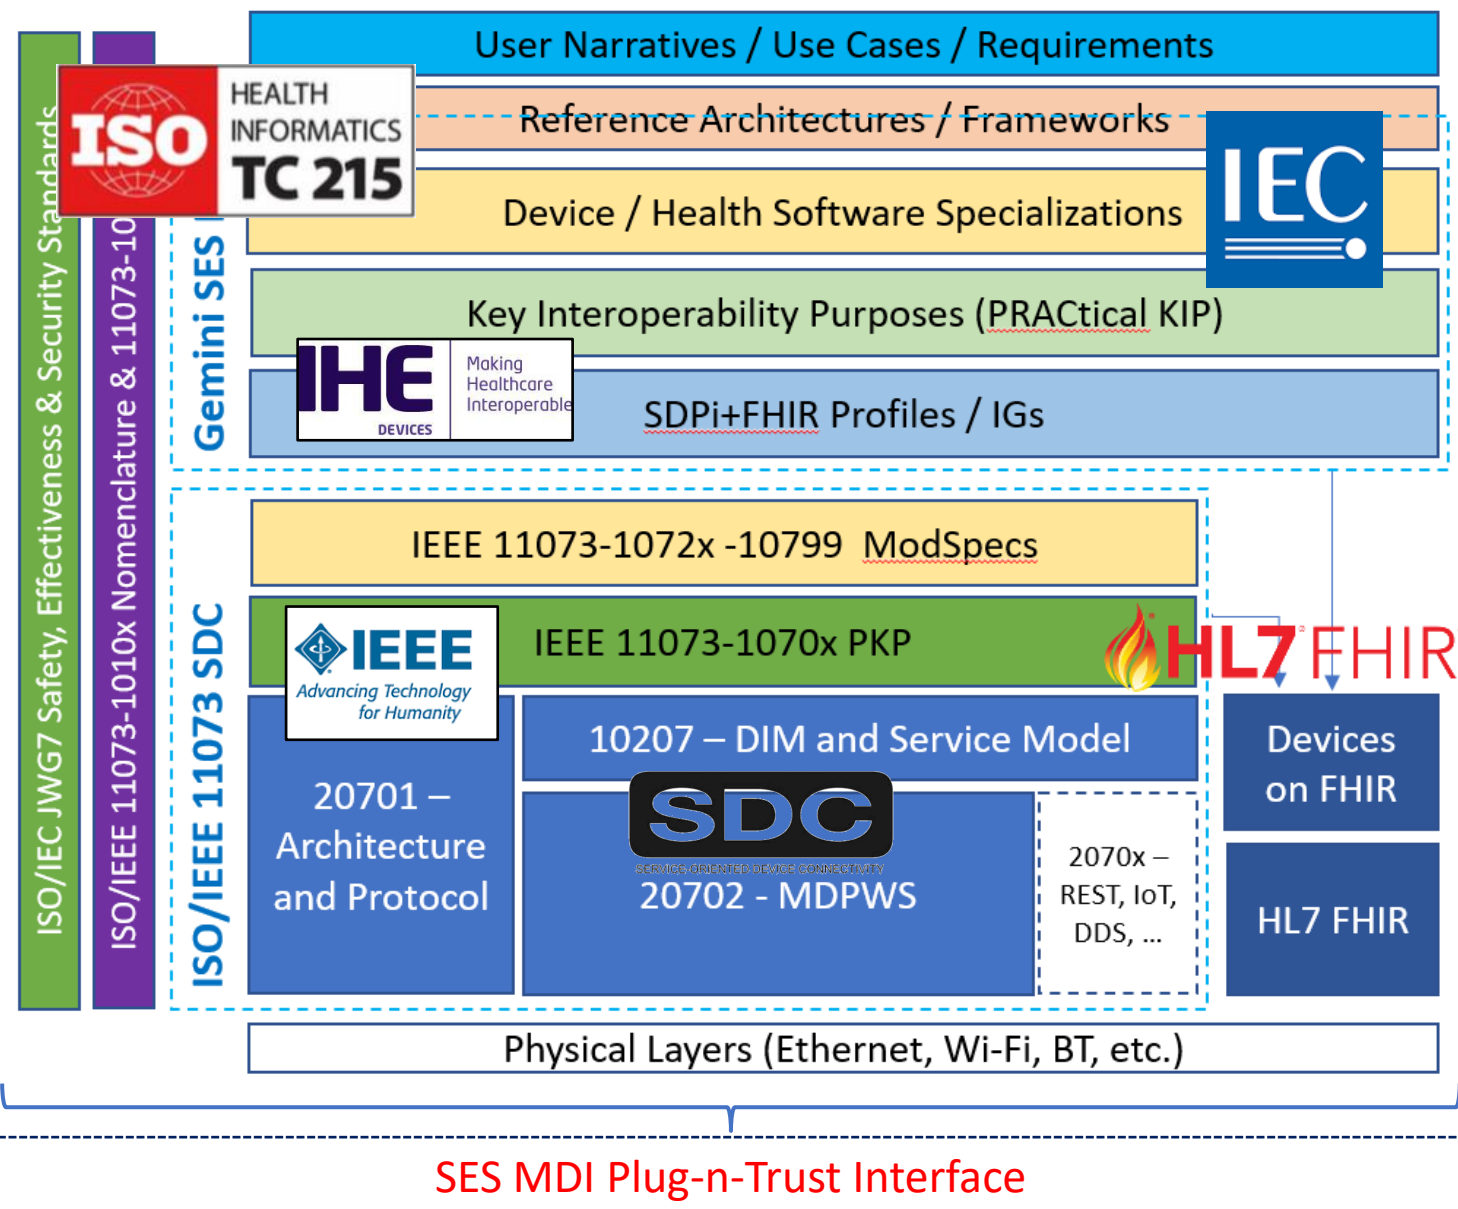 User Narratives / Use Cases / Requirements
Reference Architectures / Frameworks
Device / Health Software Specializations
Key Interoperability Purposes (PRACtical KIP)
SDPi+FHIR Profiles / IGs
ISO
HEALTH
INFORMATICS
TC 215
IEC
IHE
DEVICES
Making
Healthcare
Interoperable
ISO/IEC JWG7 Safety, Effectiveness & Security Standards
ISO/IEEE 11073-1010x Nomenclature & 11073-10
Gemini SES
ISO/IEEE 11073 SDC
IEEE 11073-1072x -10799 ModSpecs
IEEE 11073-1070x PKP
IEEE
Advancing Technology
for Humanity
HL7 FHIR
10207 – DIM and Service Model
20701 –
Architecture
and Protocol
SDC
SERVICE-ORIENTED DEVICE CONNECTIVITY
20702 - MDPWS
2070x –
REST, IoT,
DDS, ...
Devices
on FHIR
HL7 FHIR
Physical Layers (Ethernet, Wi-Fi, BT, etc.)
SES MDI Plug-n-Trust Interface